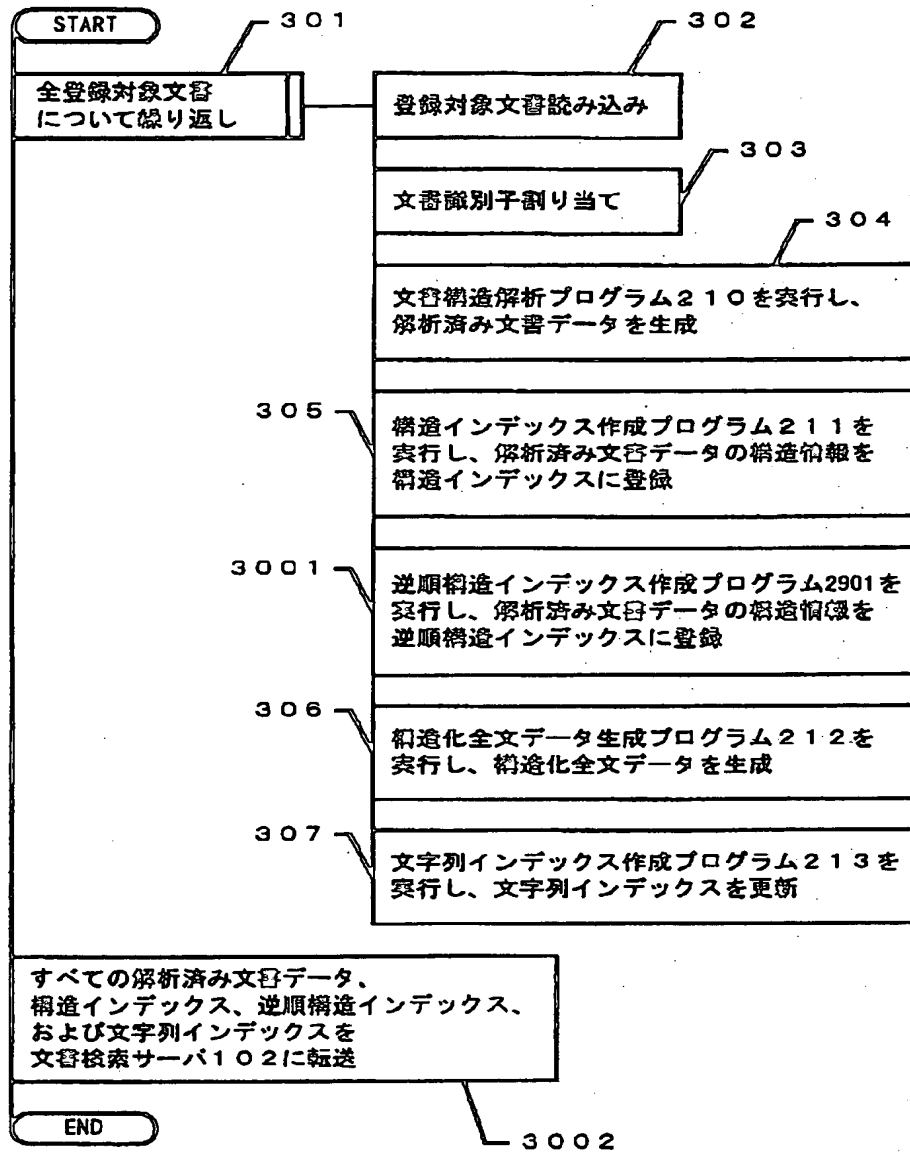 START
301
全登録対象文書
について繰り返し
302
登録対象文書読み込み
303
文書識別子割り当て
304
文書構造解析プログラム210を実行し、
解析済み文書データを生成
305
構造インデックス作成プログラム211を
実行し、解析済み文書データの構造情報を
構造インデックスに登録
3001
逆順構造インデックス作成プログラム2901を
実行し、解析済み文書データの構造情報を
逆順構造インデックスに登録
306
構造化全文データ生成プログラム212を
実行し、構造化全文データを生成
307
文字列インデックス作成プログラム213を
実行し、文字列インデックスを更新
すべての解析済み文書データ、
構造インデックス、逆順構造インデックス、
および文字列インデックスを
文書検索サーバ102に転送
END
3002